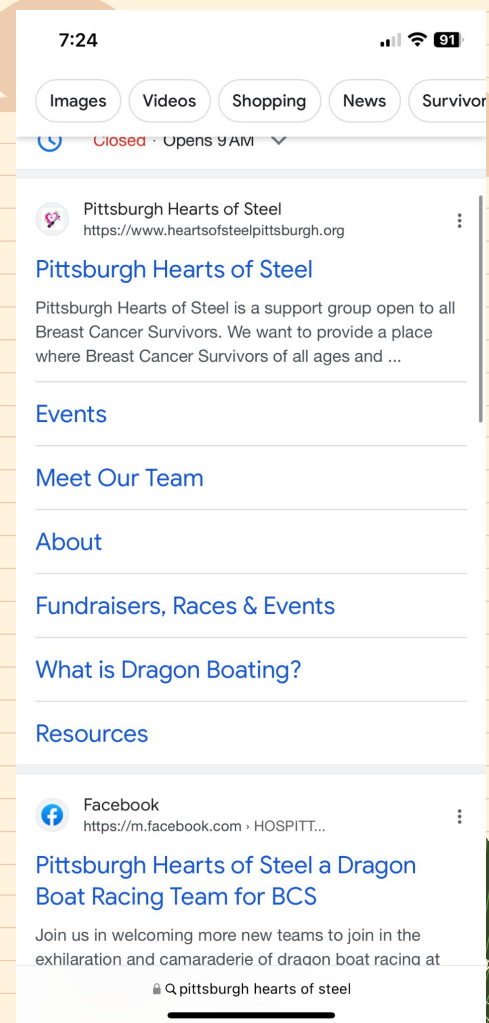 7:24
91
Images Videos Shopping News Survivor
Closed · Opens 9 AM
Pittsburgh Hearts of Steel
https://www.heartsofsteelpittsburgh.org
Pittsburgh Hearts of Steel
Pittsburgh Hearts of Steel is a support group open to all
Breast Cancer Survivors. We want to provide a place
where Breast Cancer Survivors of all ages and ...
Events
Meet Our Team
About
Fundraisers, Races & Events
What is Dragon Boating?
Resources
Facebook
https://m.facebook.com › HOSPITT...
Pittsburgh Hearts of Steel a Dragon
Boat Racing Team for BCS
Join us in welcoming more new teams to join in the
exhilaration and camaraderie of dragon boat racing at
pittsburgh hearts of steel